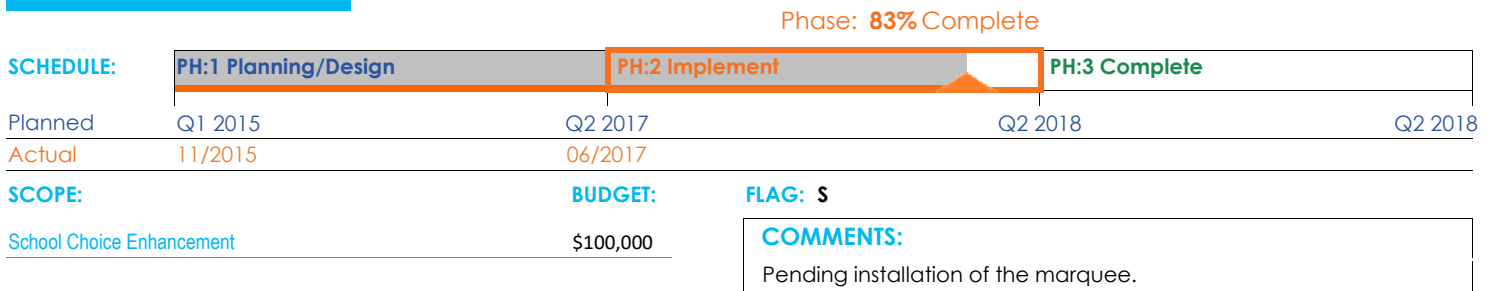 Phase: 83% Complete
SCHEDULE: PH:1 Planning/Design PH:2 Implement PH:3 Complete
Planned Q1 2015 Q2 2017 Q2 2018 Q2 2018
Actual 11/2015 06/2017
SCOPE: BUDGET: FLAG: S
School Choice Enhancement $100,000
COMMENTS:
Pending installation of the marquee.